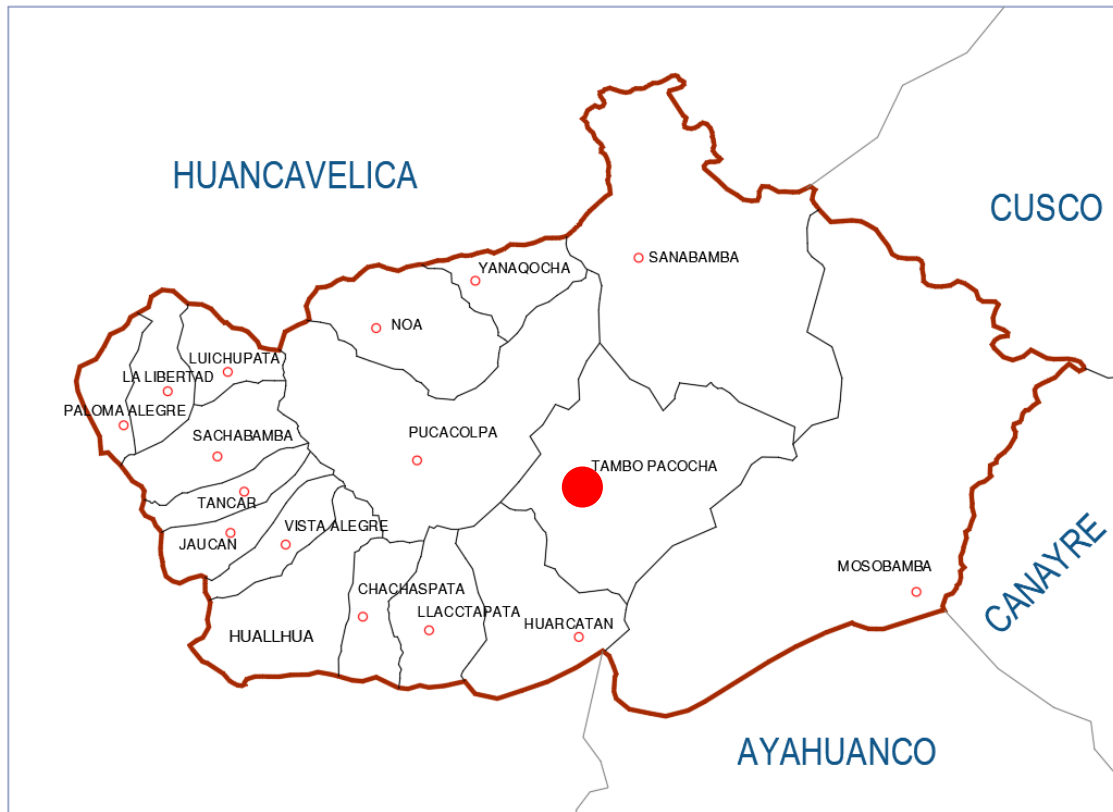 HUANCAVELICA
CUSCO
SANABAMBA
YANAQOCHA
NOA
LUICHUPATA
LA LIBERTAD
PALOMA ALEGRE
PUCACOLPA
SACHABAMBA
TAMBO PACOCHA
TANCAR
VISTA ALEGRE
JAUCAN
MOSOBAMBA
CANAYRE
CHACHASPATA
LLACCTAPATA
HUARCATAN
HUALLHUA
AYAHUANCO